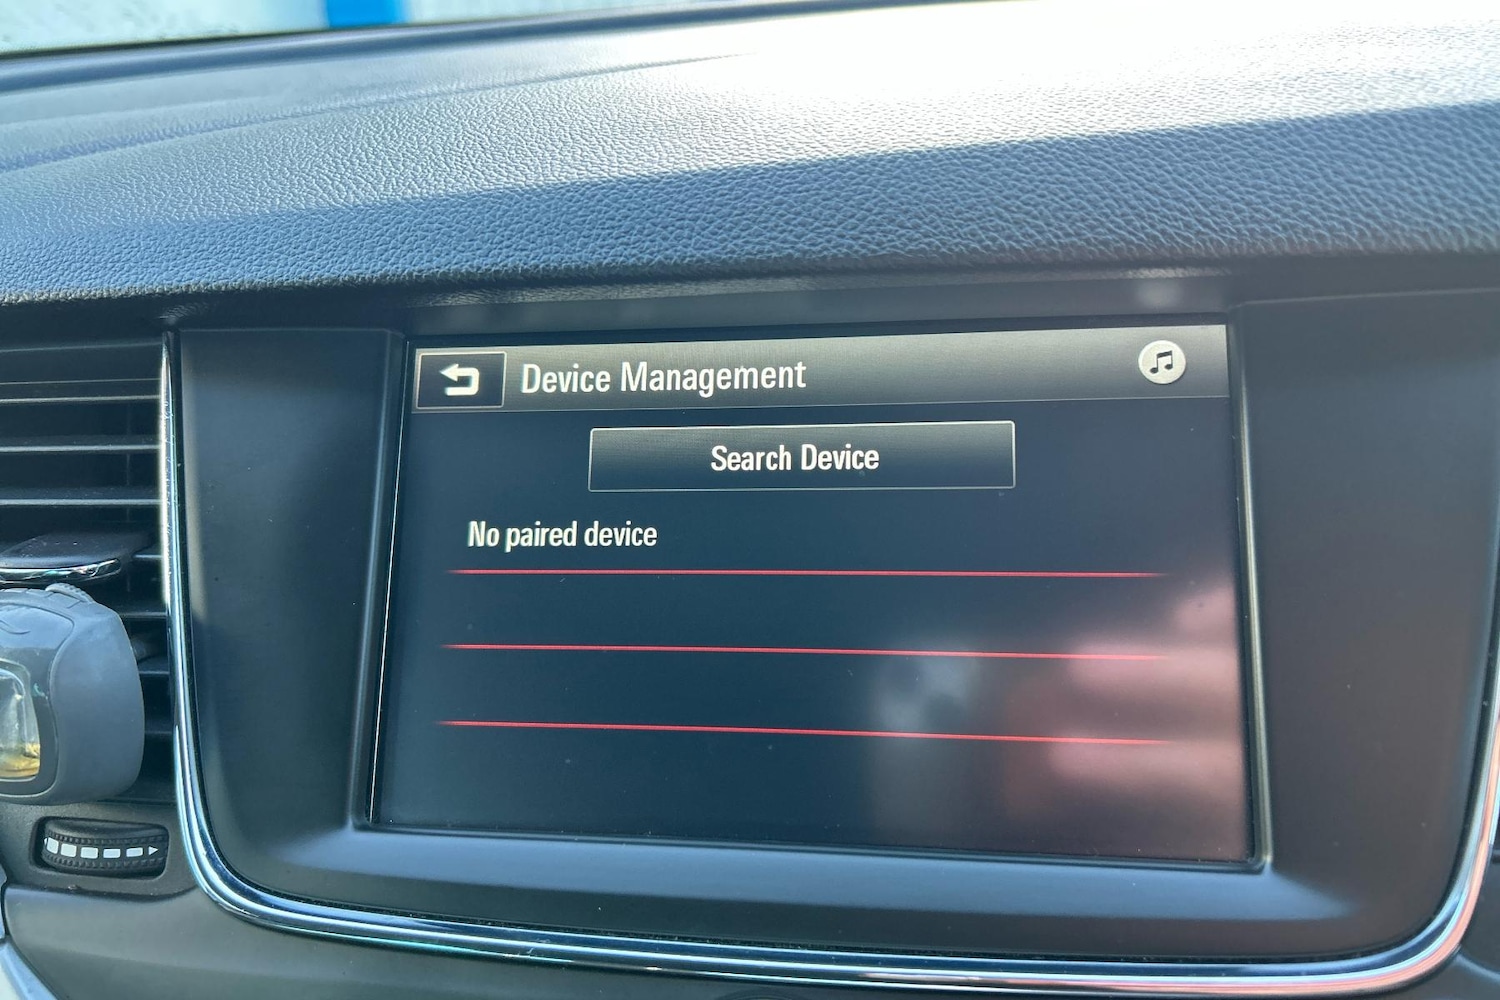 Device Management
Search Device
No paired device